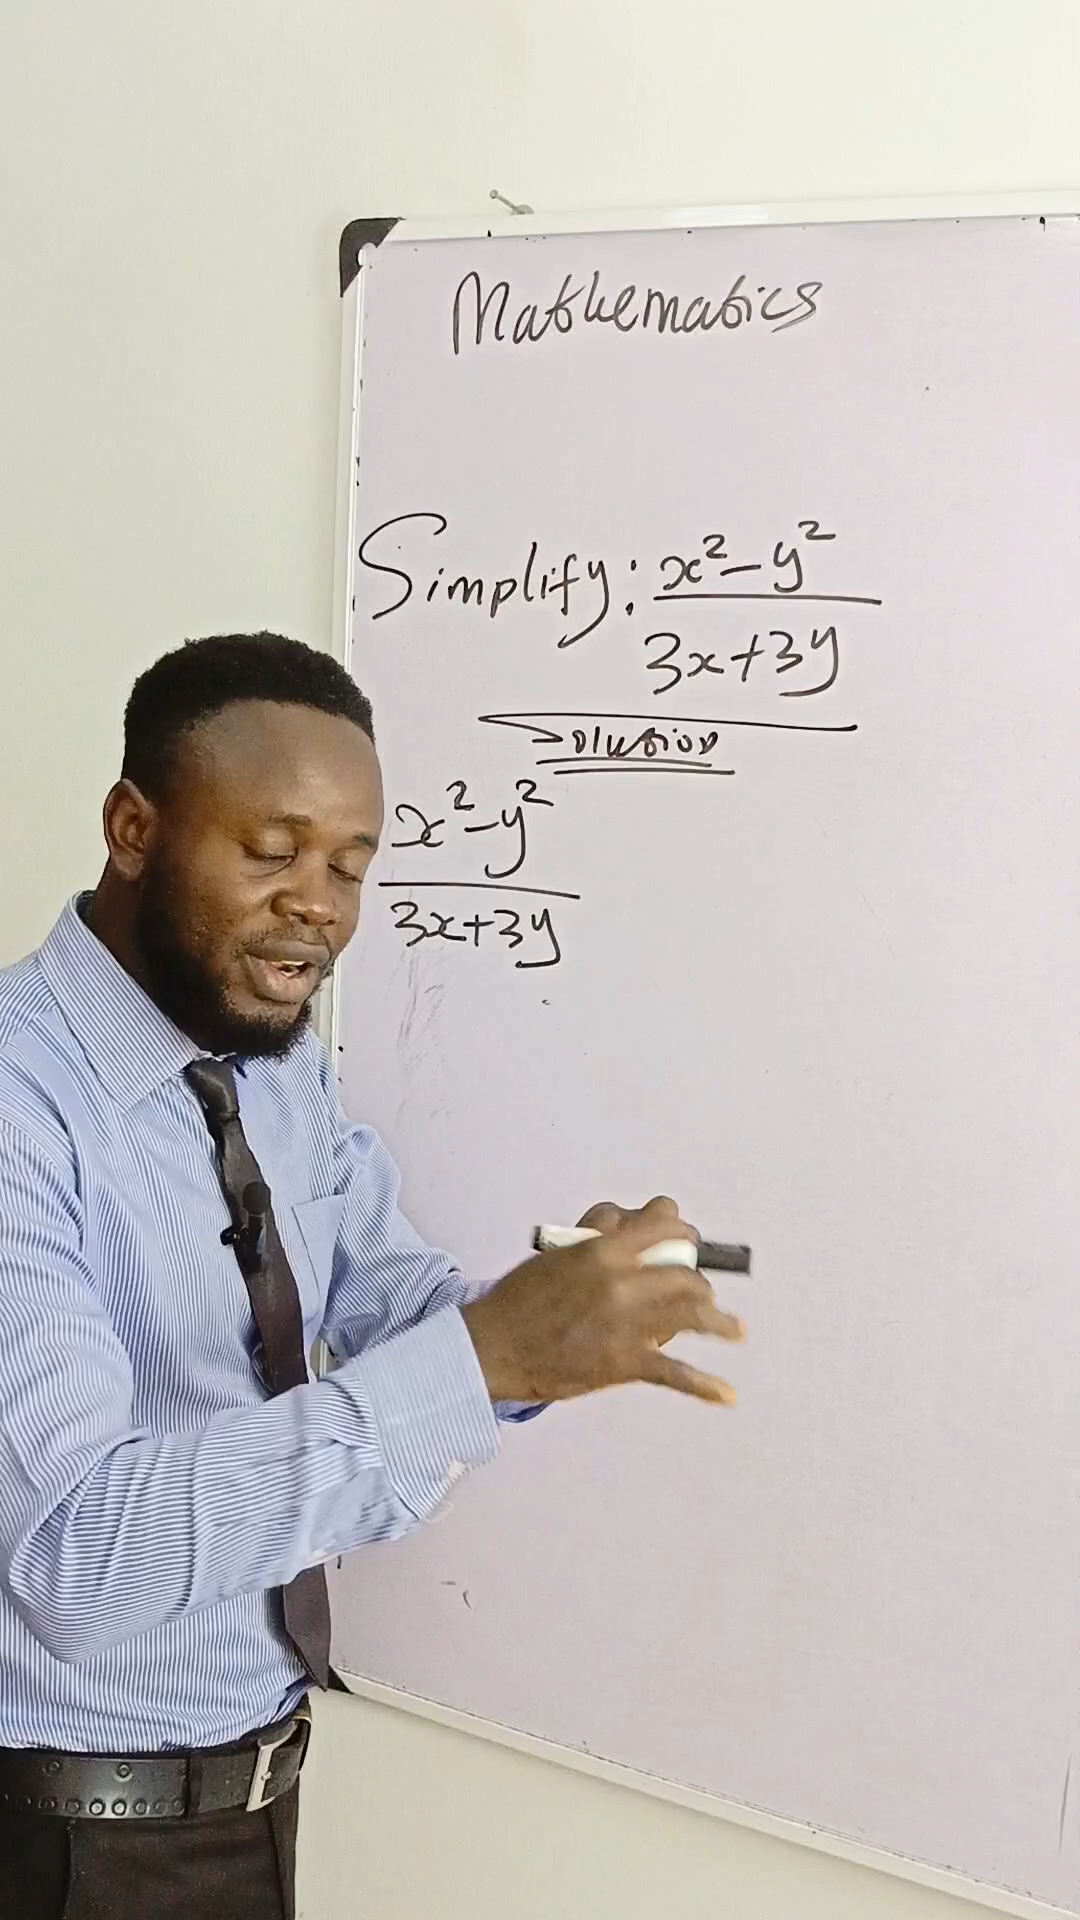 Mathematics
Simplify: x² - y²
3x+3y
Solution
x² - y²
3x+3y